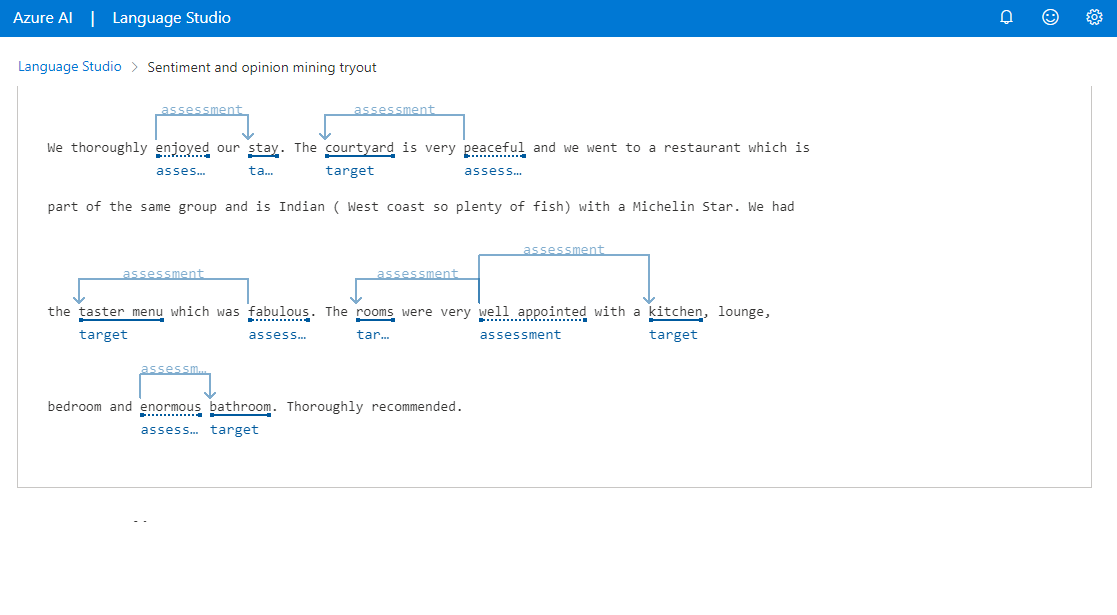 Azure AI | Language Studio
Language Studio > Sentiment and opinion mining tryout
assessment assessment
We thoroughly enjoyed our stay. The courtyard is very peaceful and we went to a restaurant which is
asses… ta… target assess…
part of the same group and is Indian ( West coast so plenty of fish) with a Michelin Star. We had
assessment
assessment assessment
the taster menu which was fabulous. The rooms were very well appointed with a kitchen, lounge,
target assess… tar… assessment target
assessm…
bedroom and enormous bathroom. Thoroughly recommended.
assess… target